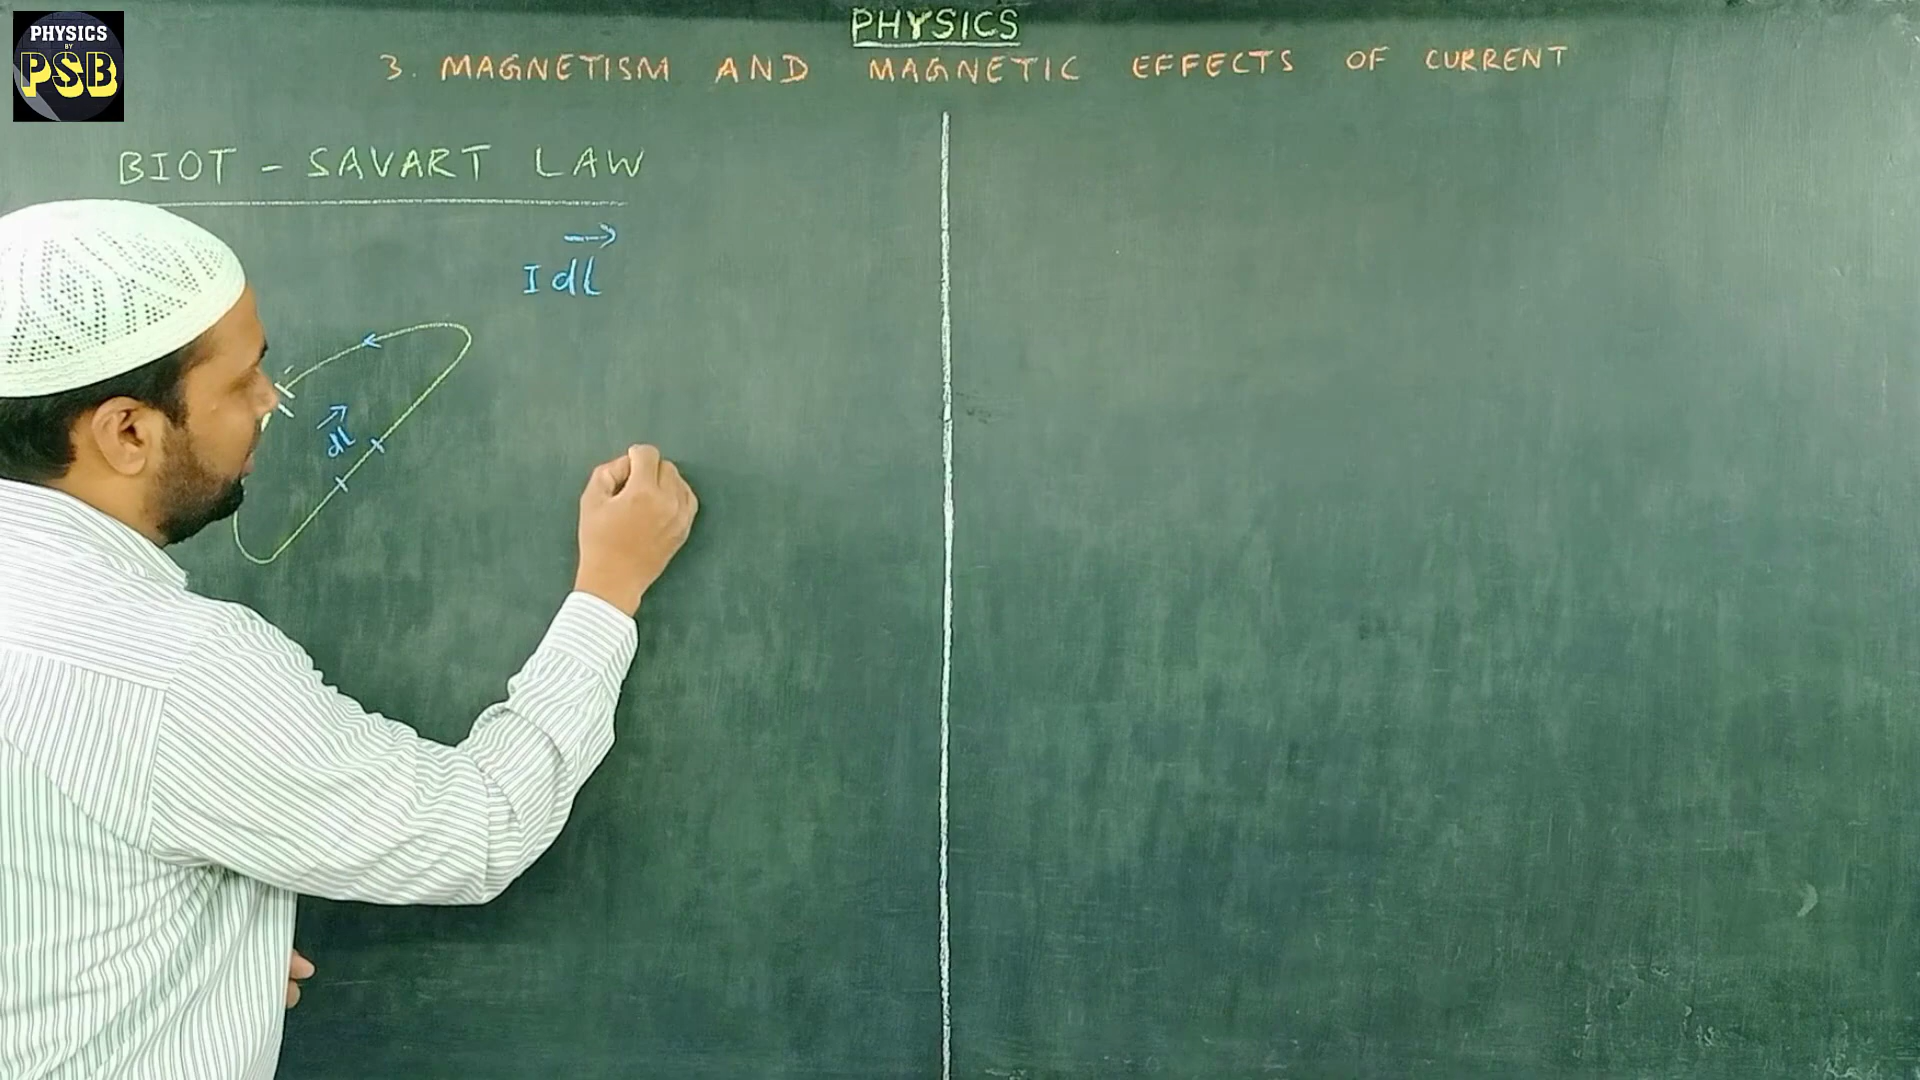 PHYSICS
BY
PSB
PHYSICS
3. MAGNETISM AND MAGNETIC EFFECTS OF CURRENT
BIOT - SAVART LAW
I dl
dl